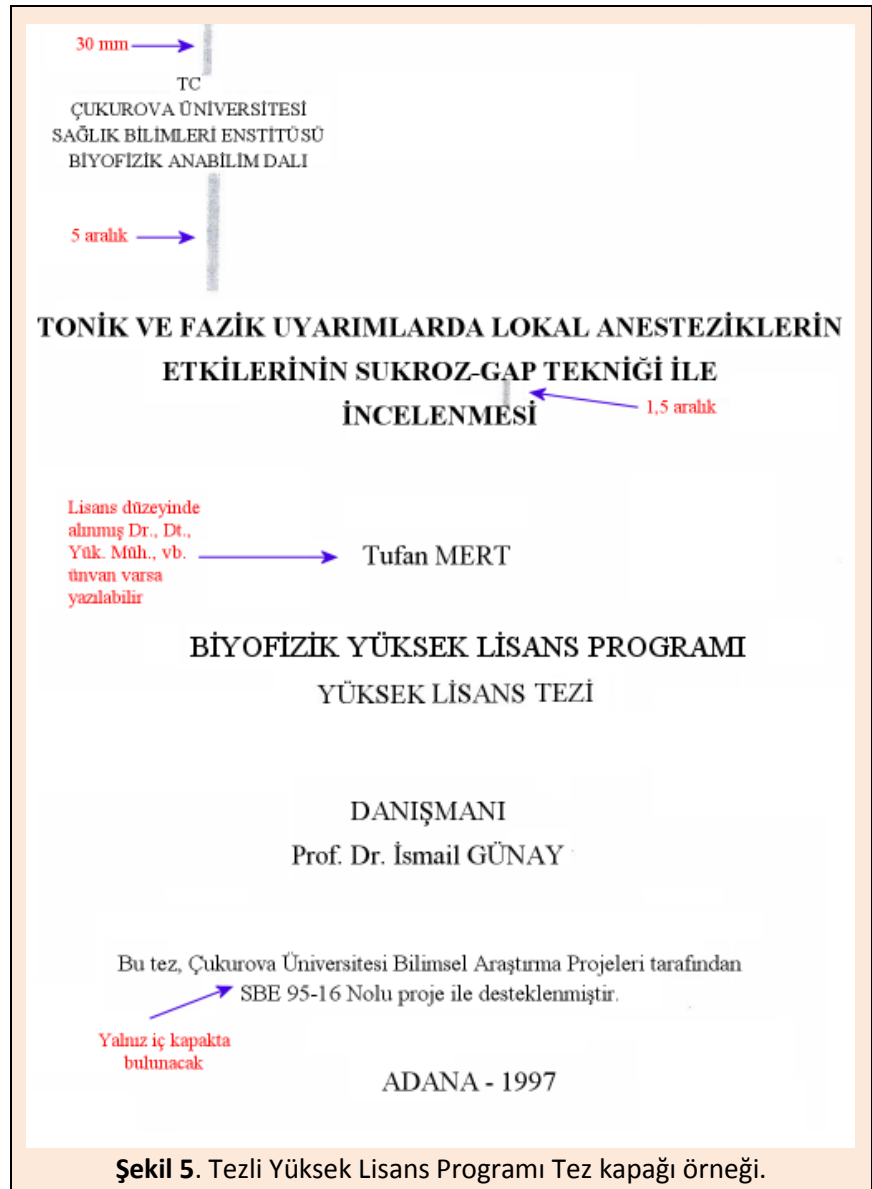 30 mm
TC
ÇUKUROVA ÜNİVERSİTESİ
SAĞLIK BİLİMLERİ ENSTİTÜSÜ
BİYOFİZİK ANABİLİM DALI
5 aralık
TONİK VE FAZİK UYARIMLARDA LOKAL ANESTEZİKLERİN
ETKİLERİNİN SUKROZ-GAP TEKNİĞİ İLE
İNCELENMESİ
1,5 aralık
Lisans düzeyinde
alınmış Dr., Dt.,
Yük. Müh., vb.
ünvan varsa
yazılabilir
Tufan MERT
BİYOFİZİK YÜKSEK LİSANS PROGRAMI
YÜKSEK LİSANS TEZİ
DANIŞMANI
Prof. Dr. İsmail GÜNAY
Bu tez, Çukurova Üniversitesi Bilimsel Araştırma Projeleri tarafından
SBE 95-16 Nolu proje ile desteklenmiştir.
Yalnız iç kapakta
bulunacak
ADANA - 1997
Şekil 5. Tezli Yüksek Lisans Programı Tez kapağı örneği.